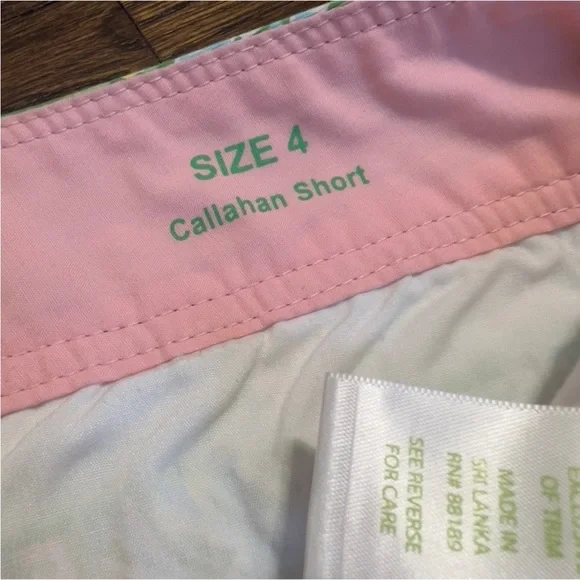 SIZE 4
Callahan Short
OF TRIM
MADE IN
SRI LANKA
RN# 88189
SEE REVERSE
FOR CARE